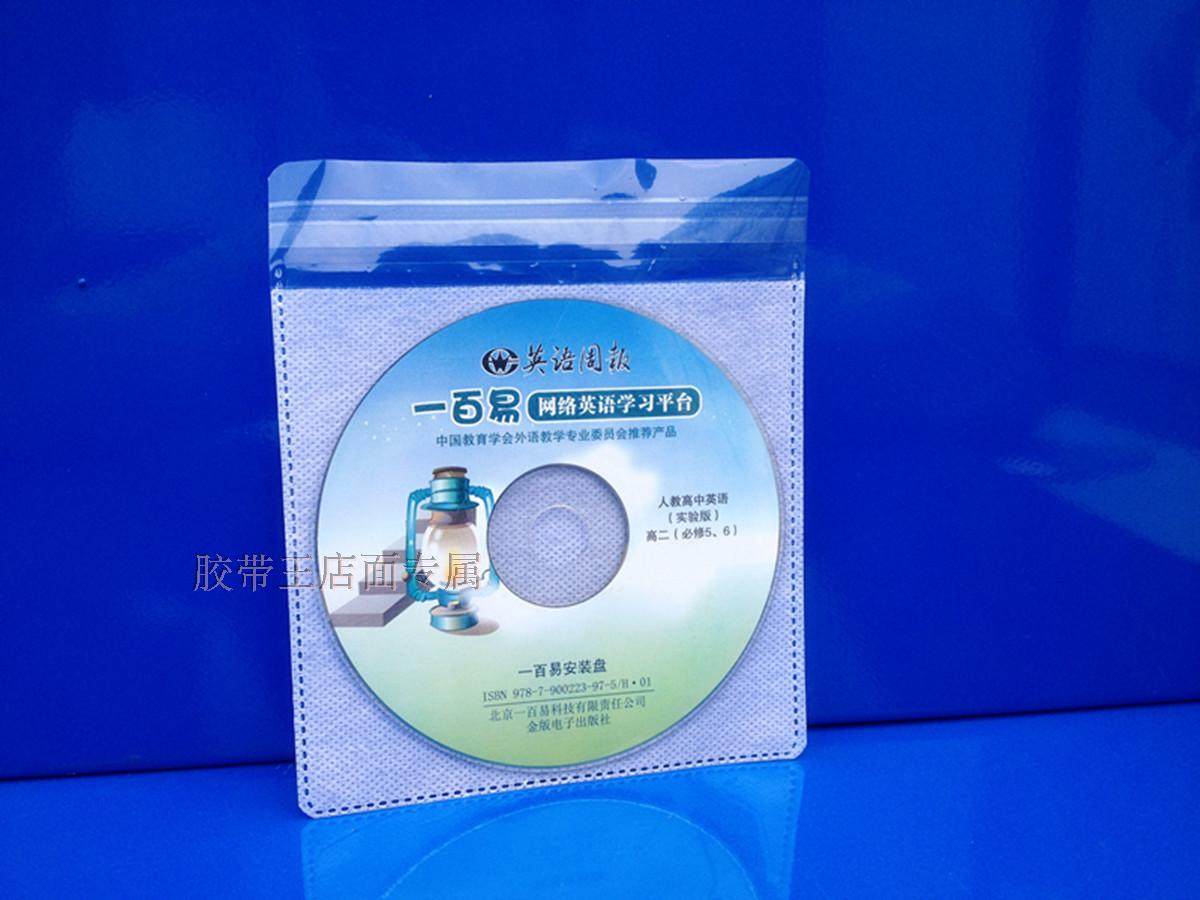 英语周报
一百易 网络英语学习平台
中国教育学会外语教学专业委员会推荐产品
人教高中英语
（实验版）
高二（必修5、6）
胶带王店面专属
一百易安装盘
ISBN 978-7-900223-97-5/H·01
北京一百易科技有限责任公司
金版电子出版社